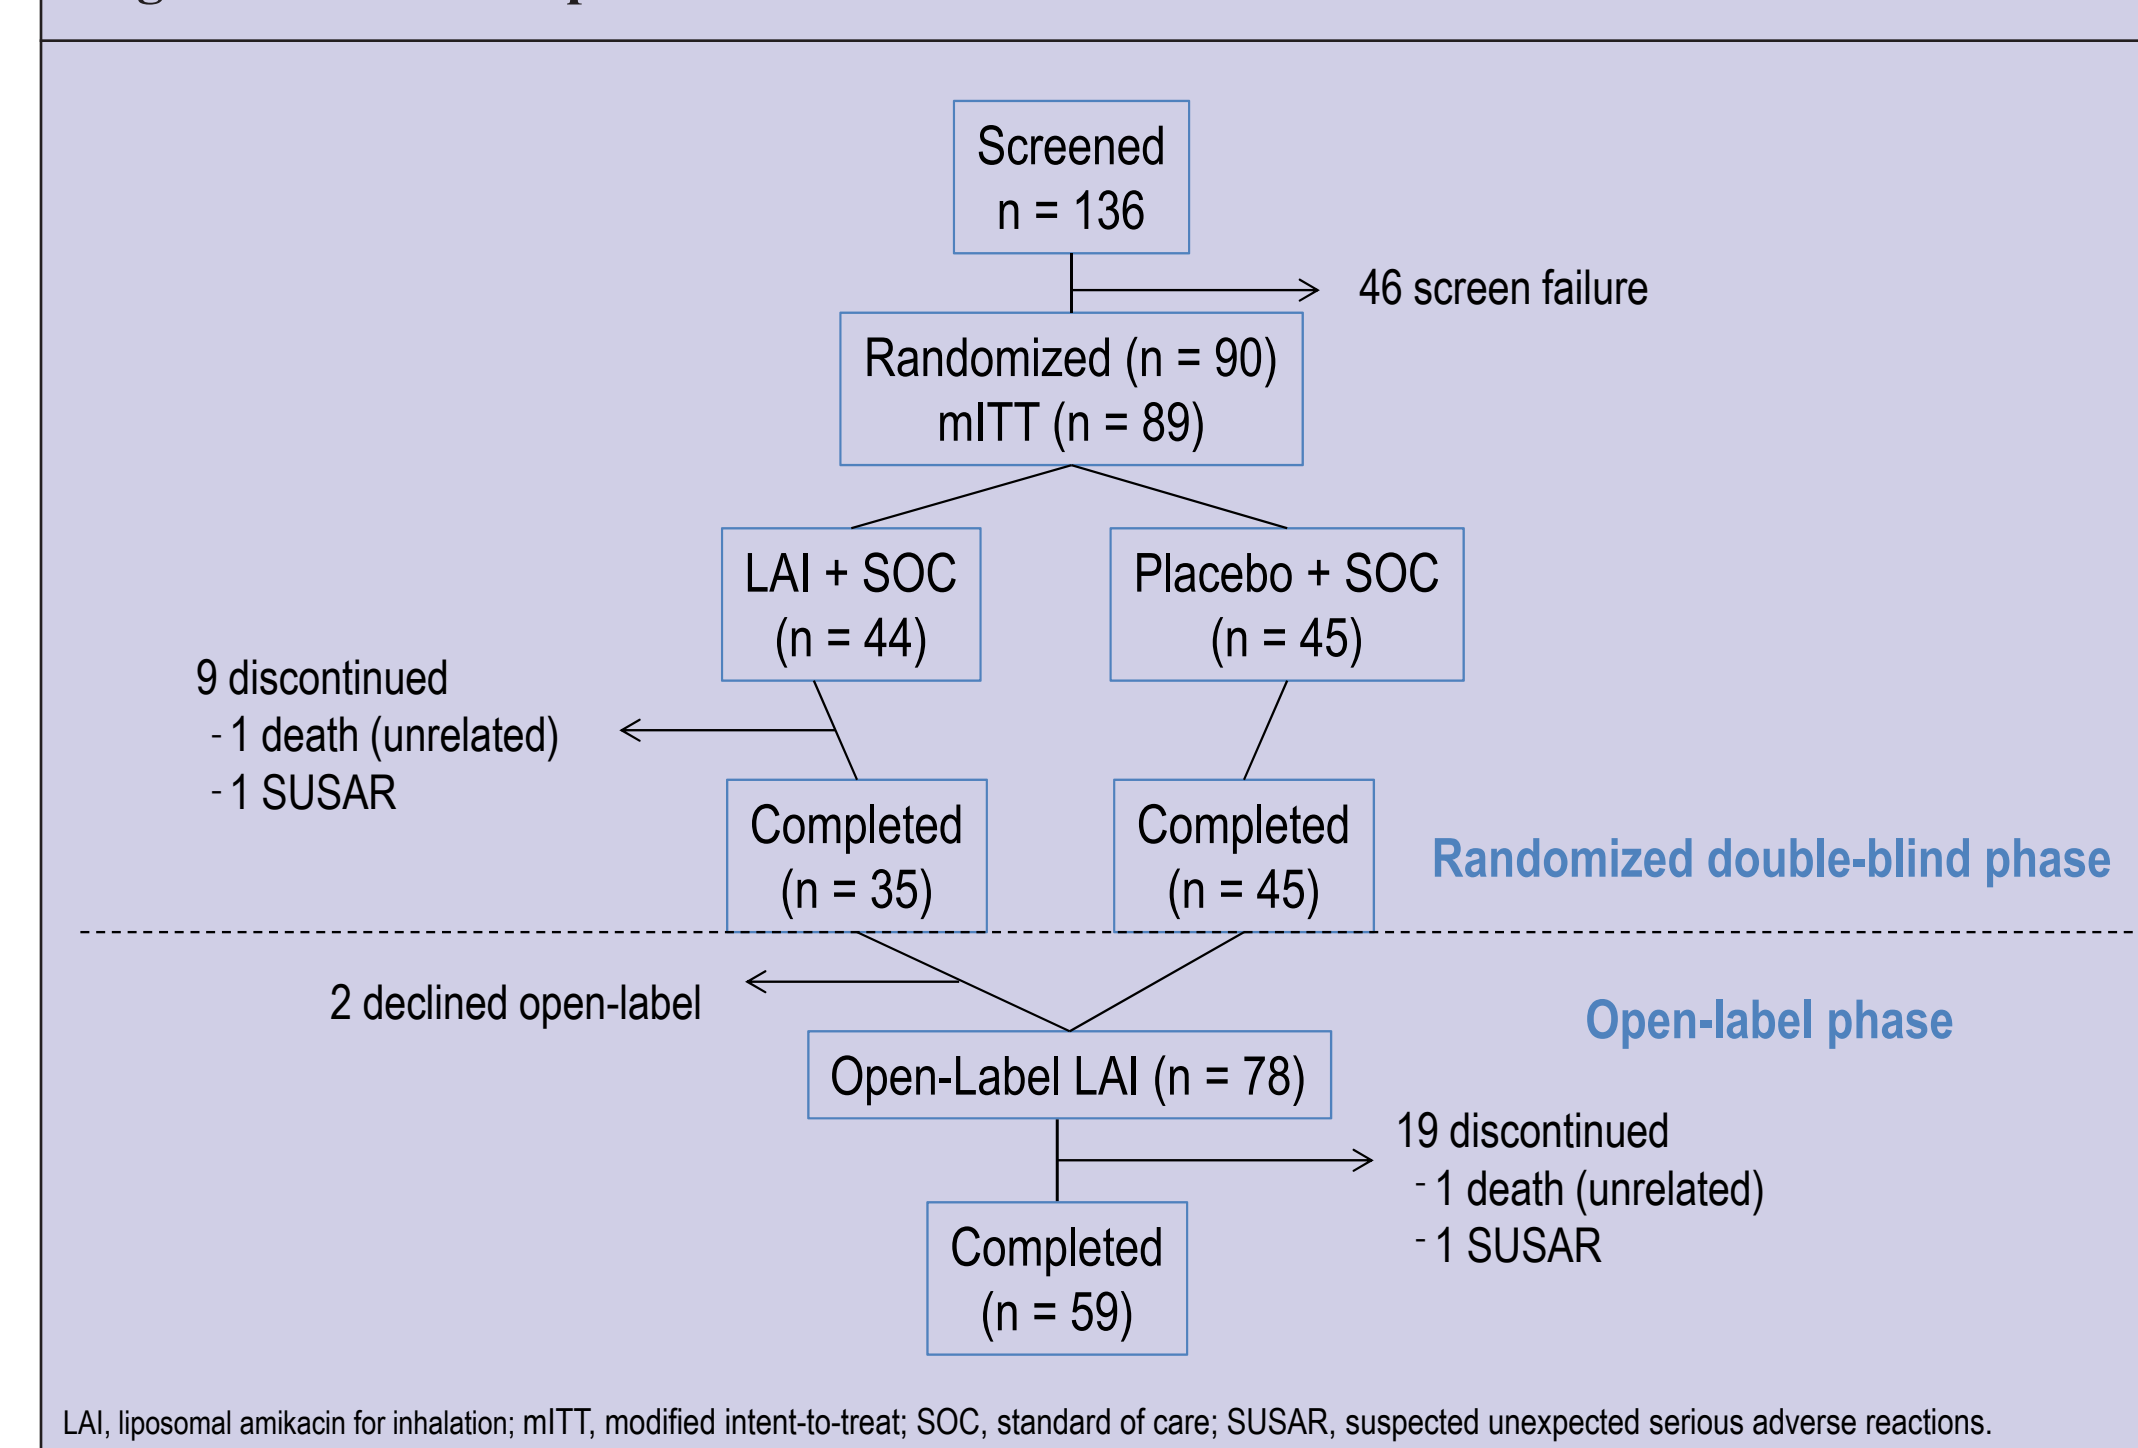 Screened
n = 136
46 screen failure
Randomized (n = 90)
mITT (n = 89)
LAI + SOC
(n = 44)
Placebo + SOC
(n = 45)
9 discontinued
- 1 death (unrelated)
- 1 SUSAR
Completed
(n = 35)
Completed
(n = 45)
Randomized double-blind phase
2 declined open-label
Open-label phase
Open-Label LAI (n = 78)
19 discontinued
- 1 death (unrelated)
- 1 SUSAR
Completed
(n = 59)
LAI, liposomal amikacin for inhalation; mITT, modified intent-to-treat; SOC, standard of care; SUSAR, suspected unexpected serious adverse reactions.